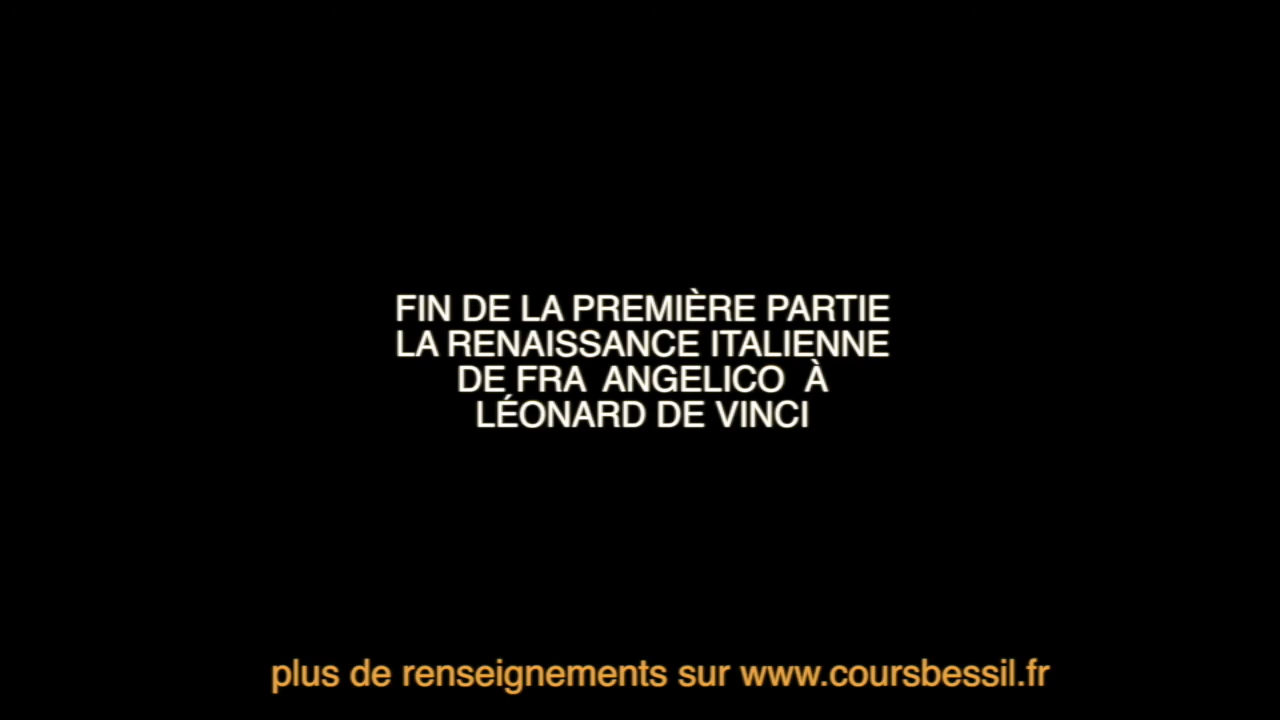 FIN DE LA PREMIÈRE PARTIE
LA RENAISSANCE ITALIENNE
DE FRA ANGELICO À
LÉONARD DE VINCI
plus de renseignements sur www.coursbessil.fr